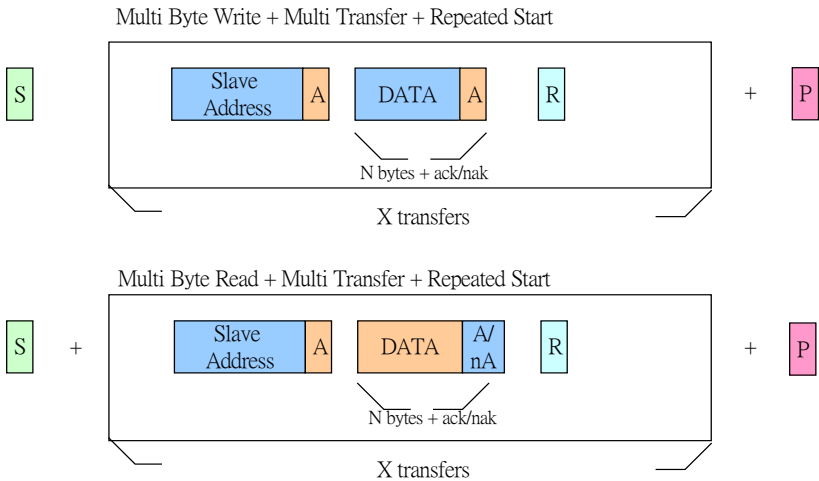 Multi Byte Write + Multi Transfer + Repeated Start
S
Slave
Address
A
DATA
A
R
+
P
N bytes + ack/nak
X transfers
Multi Byte Read + Multi Transfer + Repeated Start
S
+
Slave
Address
A
DATA
A/
nA
R
+
P
N bytes + ack/nak
X transfers